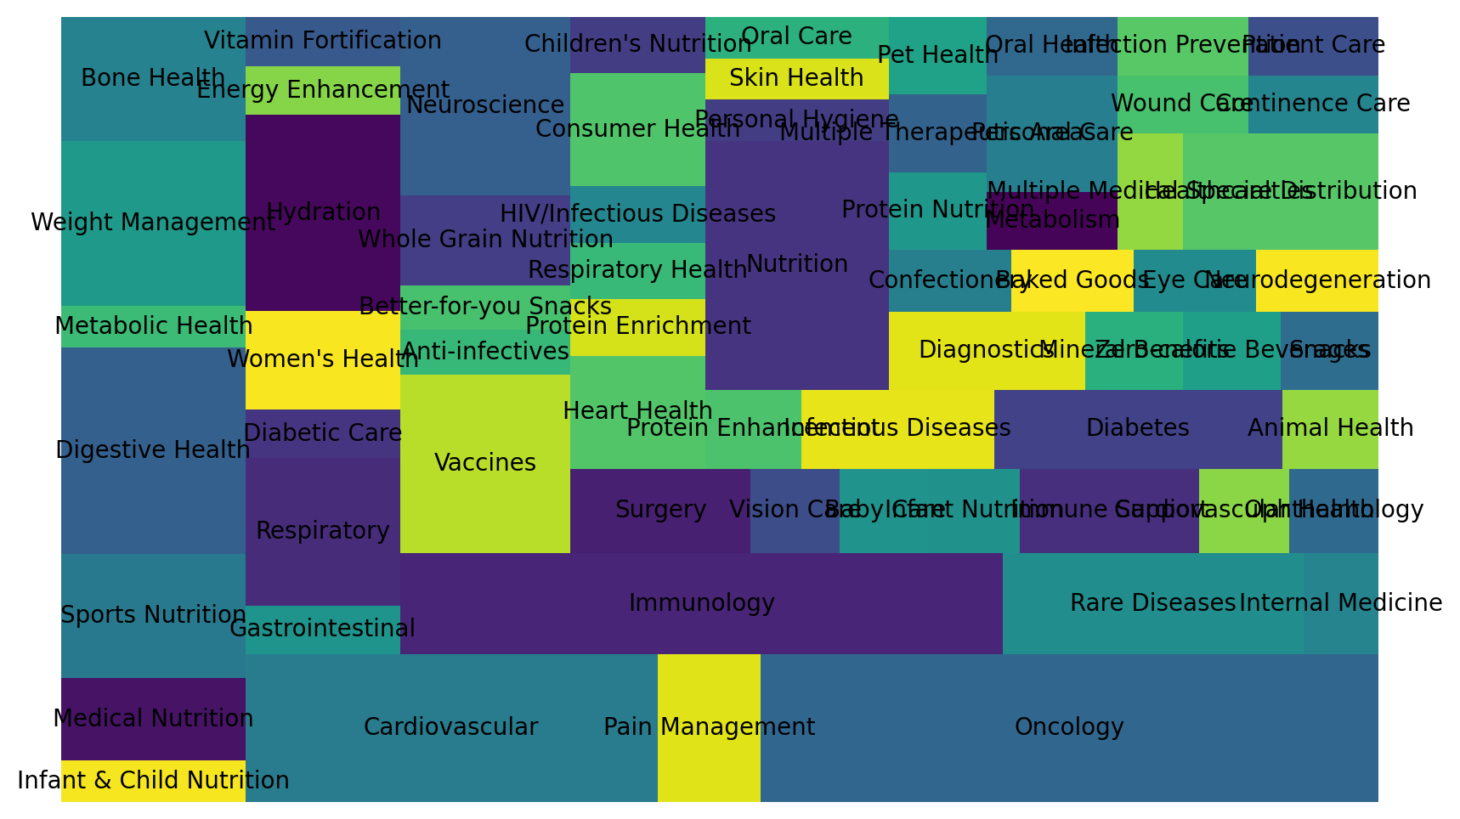 Vitamin Fortification
Children's Nutrition
Oral Care
Pet Health
Oral Health
Infection Prevention
Patient Care
Bone Health
Energy Enhancement
Neuroscience
Skin Health
Consumer Health
Personal Hygiene
Multiple Therapeutic Areas
Personal Care
Wound Care
Continence Care
Weight Management
Hydration
Whole Grain Nutrition
HIV/Infectious Diseases
Respiratory Health
Nutrition
Protein Nutrition
Multiple Medical Specialties
Healthcare Distribution
Metabolism
Confectionery
Baked Goods
Eye Care
Neurodegeneration
Metabolic Health
Women's Health
Better-for-you Snacks
Anti-infectives
Protein Enrichment
Diagnostics
Mineral Benefits
Zero-calorie Beverages
Snacks
Digestive Health
Diabetic Care
Vaccines
Heart Health
Protein Enhancement
Infectious Diseases
Diabetes
Animal Health
Respiratory
Surgery
Vision Care
Baby Care
Infant Nutrition
Immune Support
Cardiovascular Health
Ophthalmology
Sports Nutrition
Gastrointestinal
Immunology
Rare Diseases
Internal Medicine
Medical Nutrition
Cardiovascular
Pain Management
Oncology
Infant & Child Nutrition